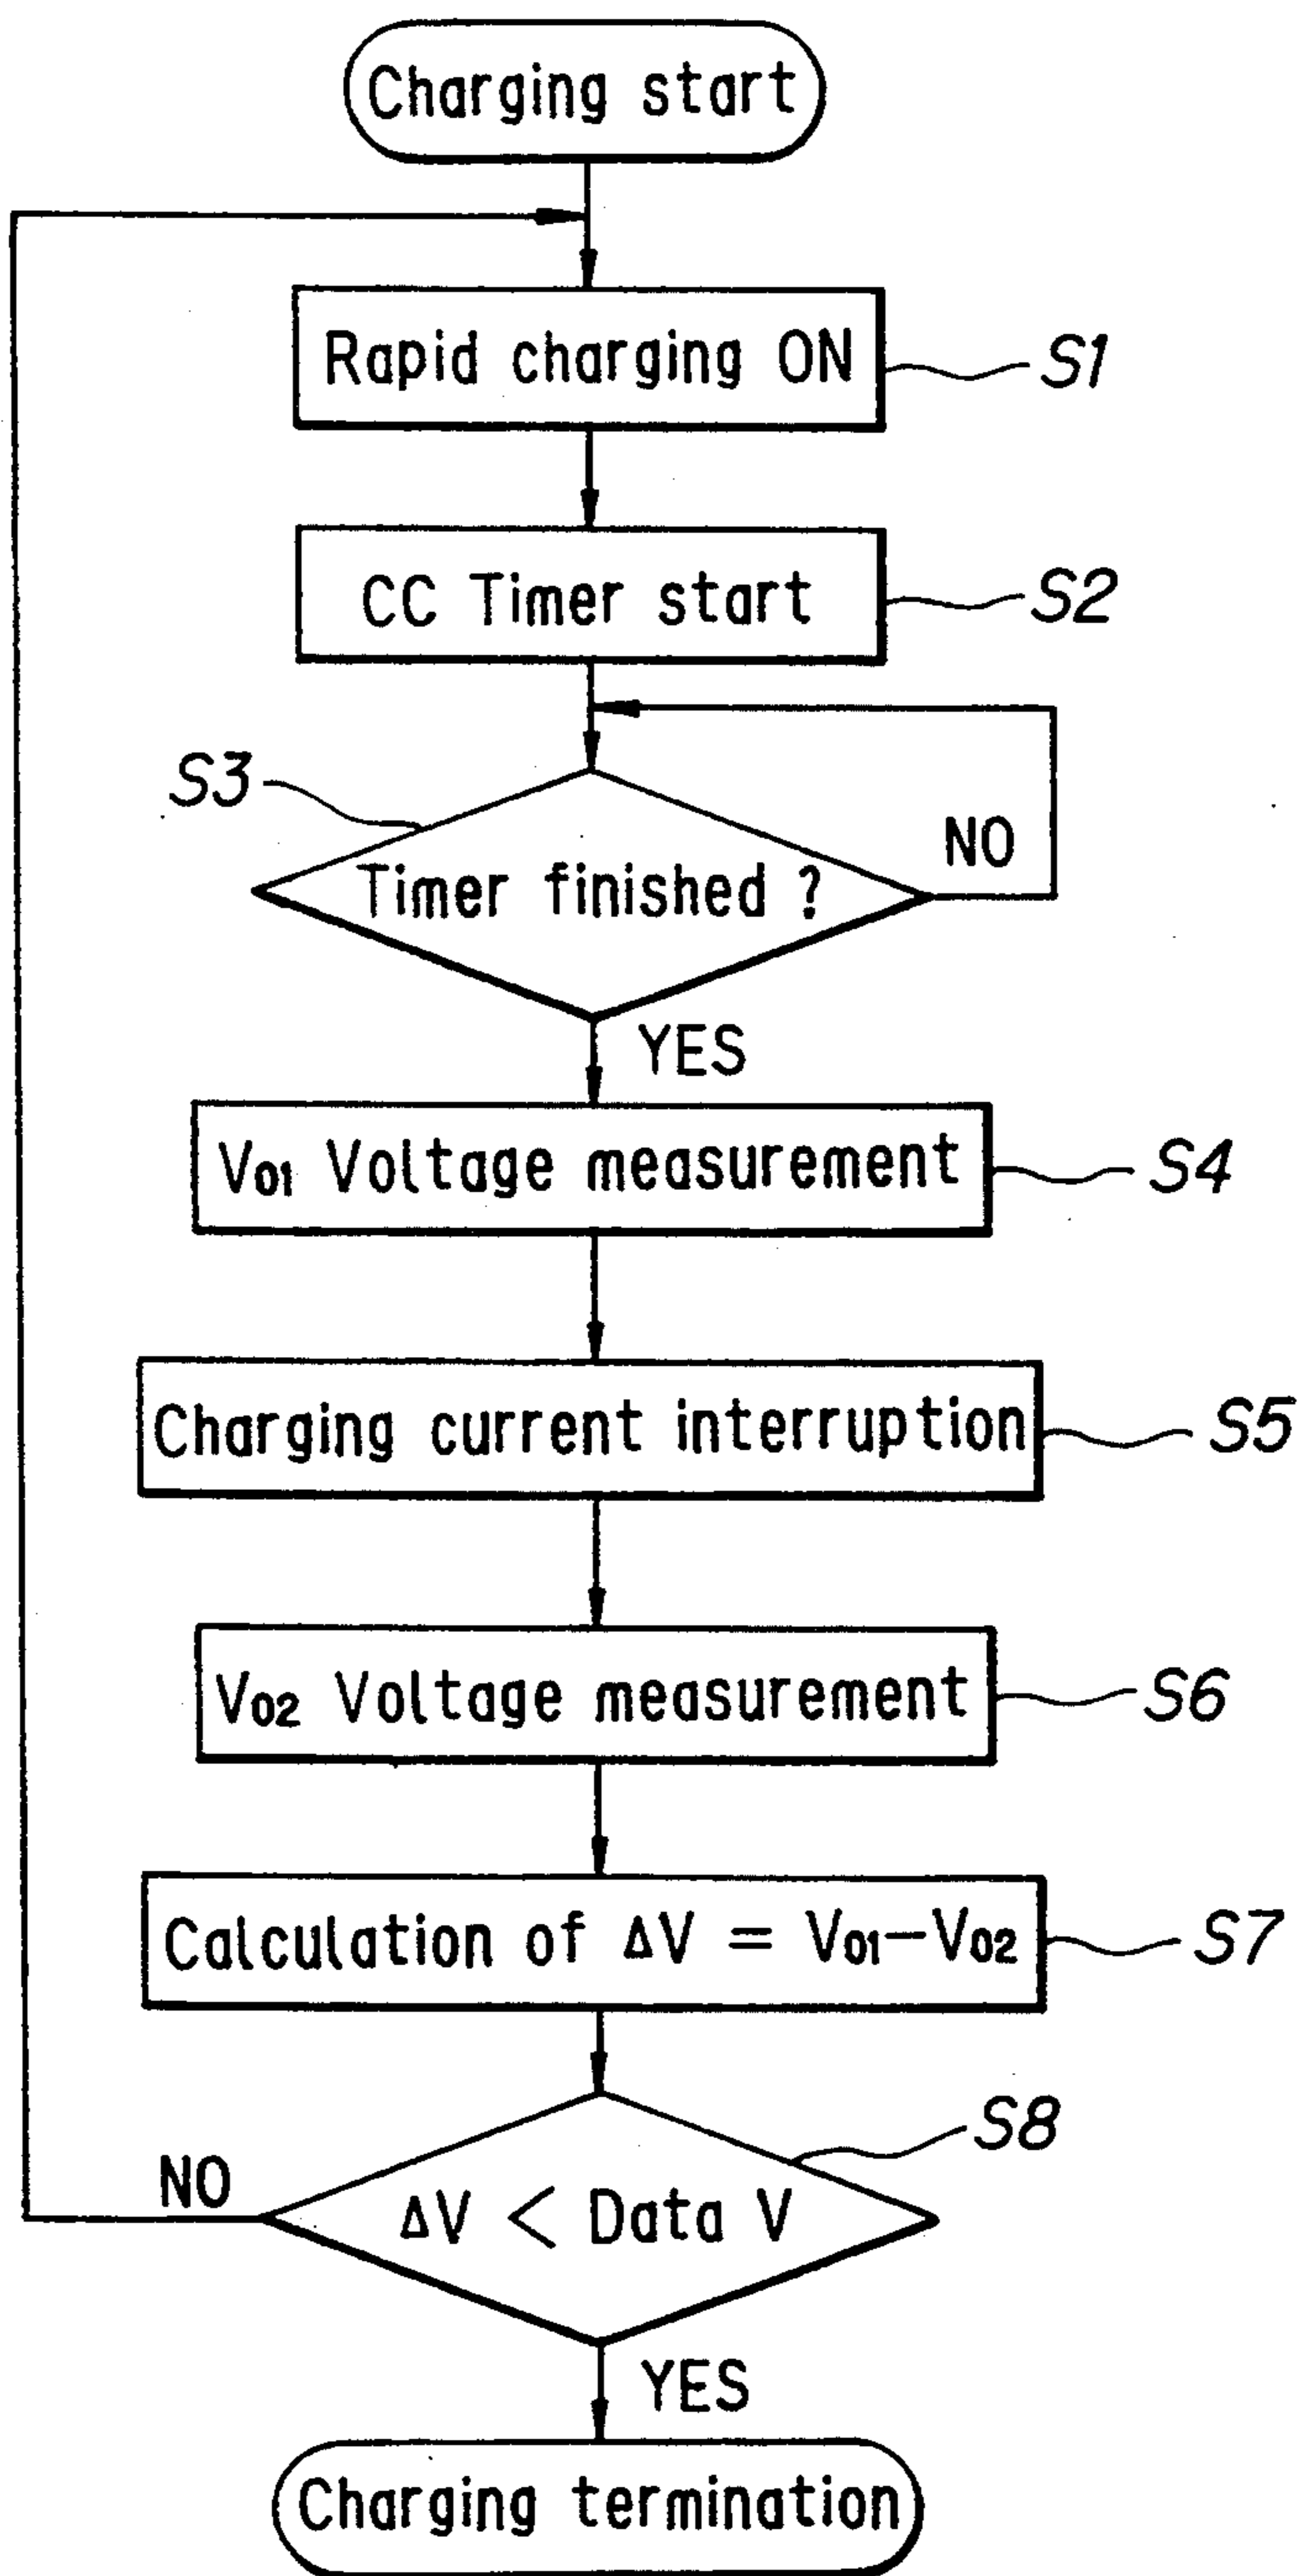 Charging start
Rapid charging ON
S1
CC Timer start
S2
S3
NO
Timer finished ?
YES
V01 Voltage measurement
S4
Charging current interruption
S5
V02 Voltage measurement
S6
Calculation of ΔV = V01−V02
S7
S8
NO
ΔV < Data V
YES
Charging termination